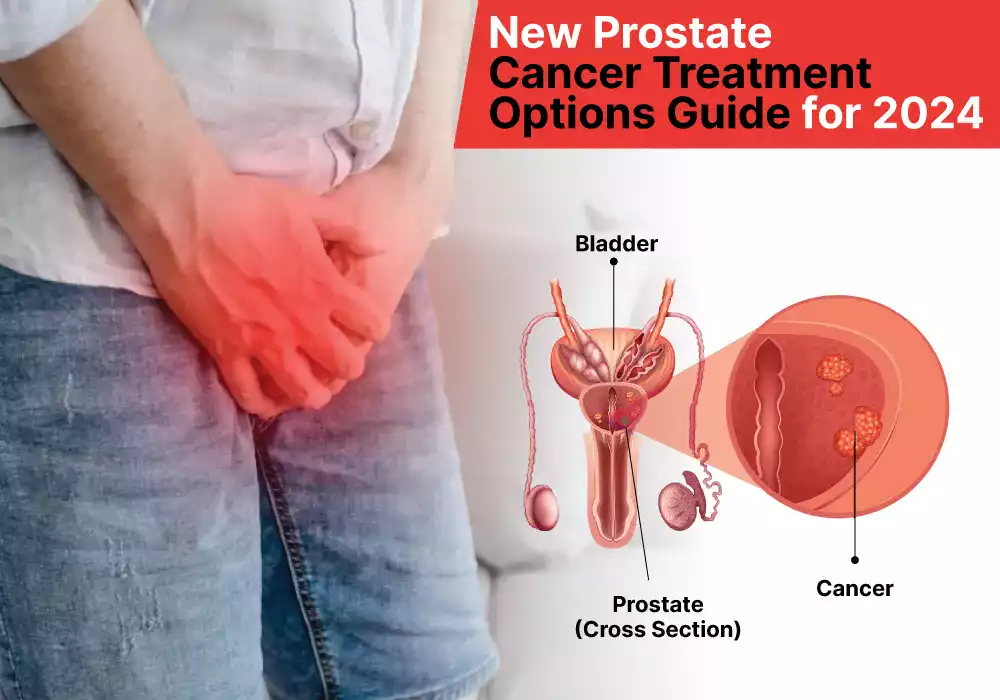 New Prostate
Cancer Treatment
Options Guide for 2024
Bladder
Prostate
(Cross Section)
Cancer